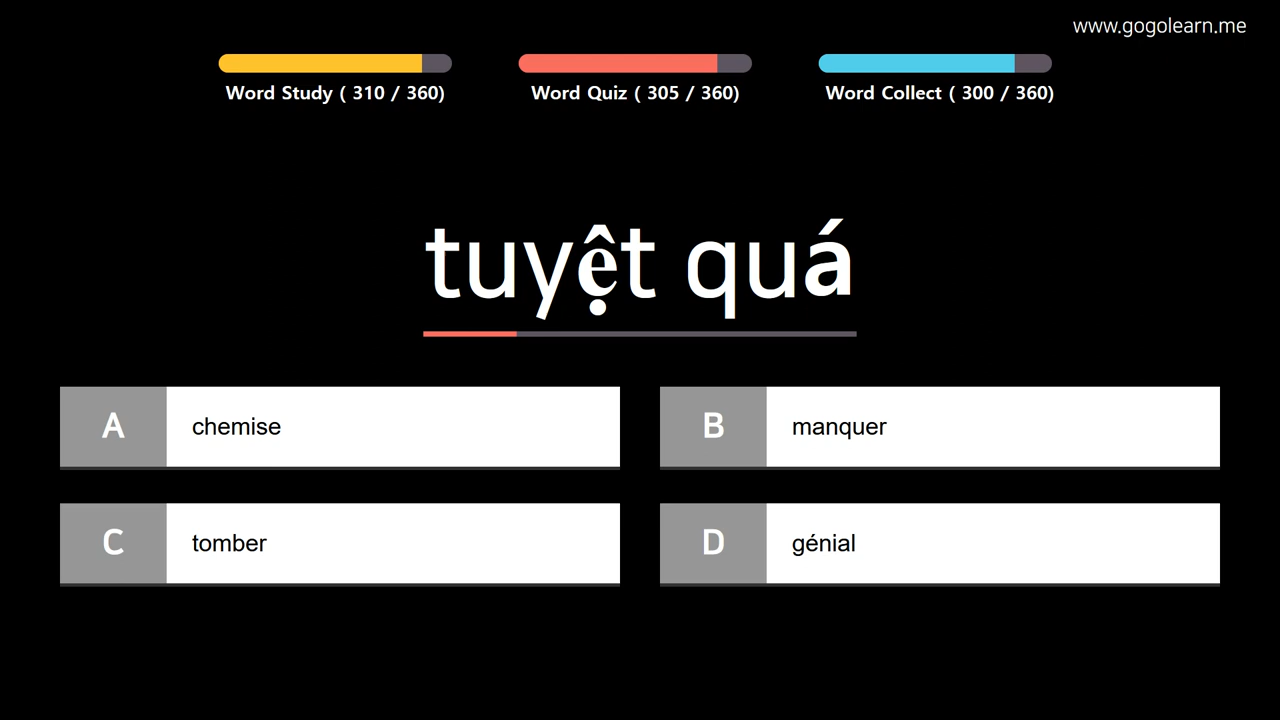 www.gogolearn.me
Word Study ( 310 / 360)
Word Quiz ( 305 / 360)
Word Collect ( 300 / 360)
tuyệt quá
A chemise
B manquer
C tomber
D génial